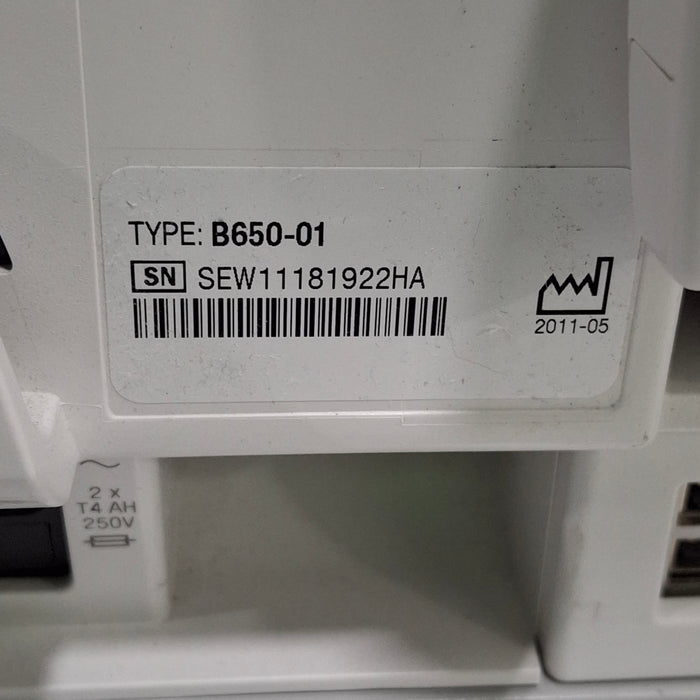 TYPE: B650-01
SN SEW11181922HA
2011-05
2 x
T4 AH
250V